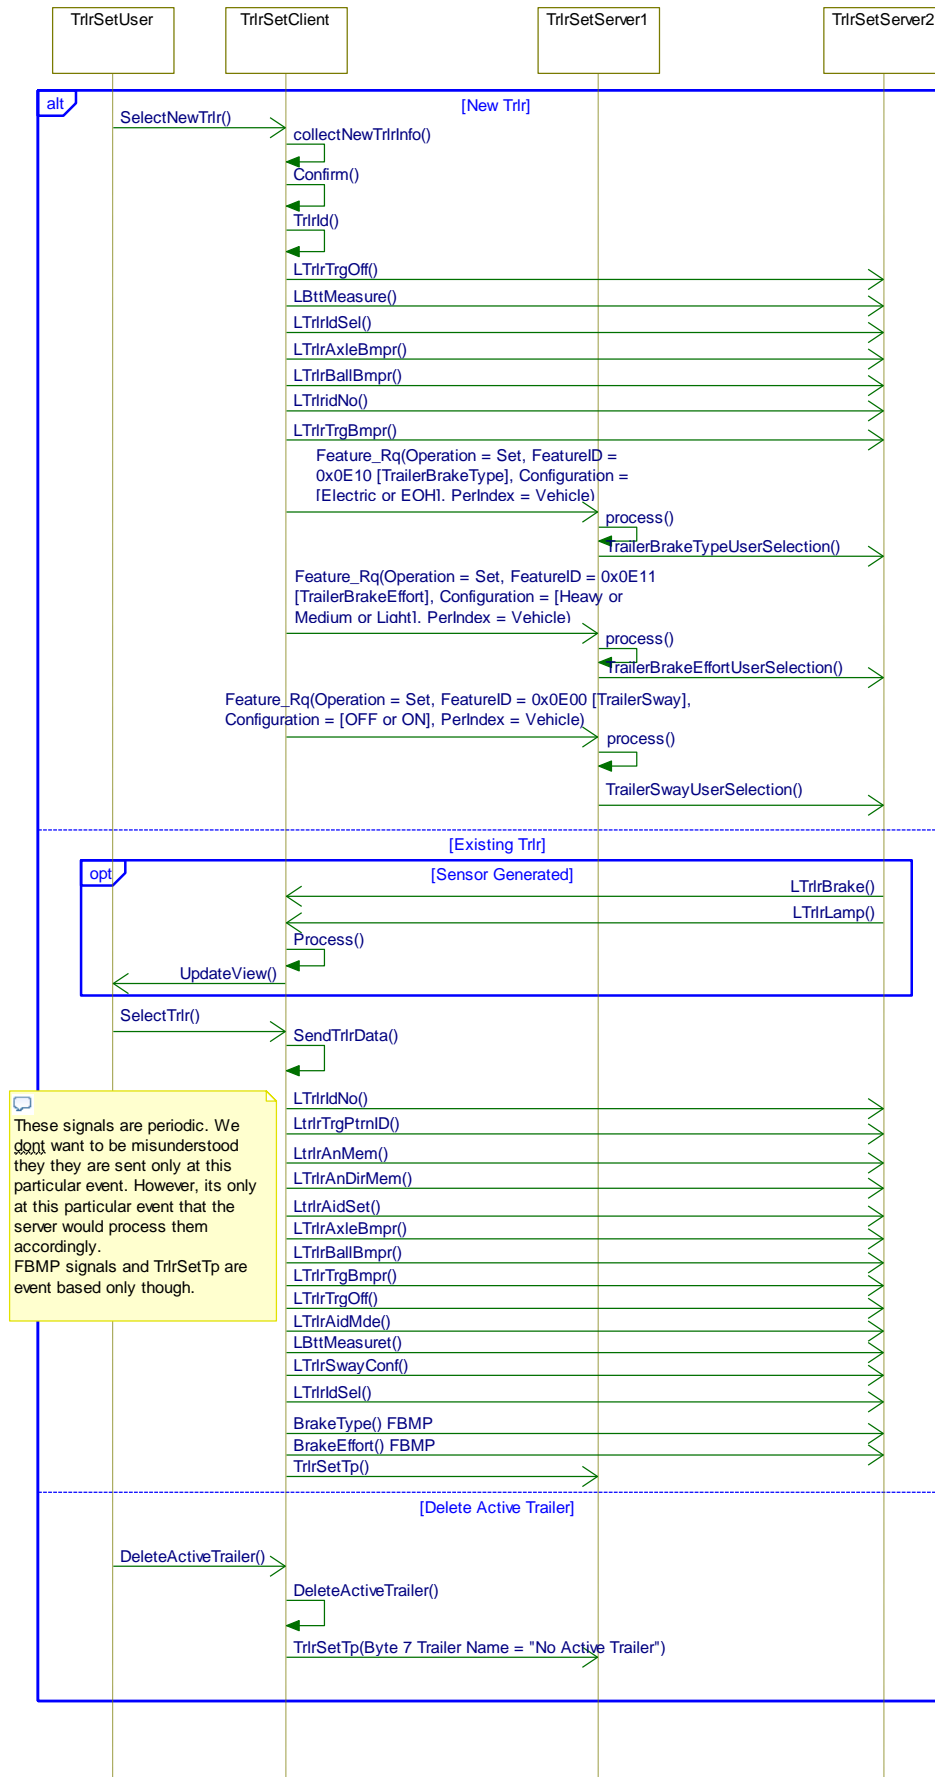 TrlrSetUser
TrlrSetClient
TrlrSetServer1
TrlrSetServer2
alt
[New Trlr]
SelectNewTrlr()
collectNewTrlrInfo()
Confirm()
TrlrId()
LTrlrTrgOff()
LBttMeasure()
LTrlrIdSel()
LTrlrAxleBmpr()
LTrlrBallBmpr()
LTrlridNo()
LTrlrTrgBmpr()
Feature_Rq(Operation = Set, FeatureID =
0x0E10 [TrailerBrakeType], Configuration =
[Electric or EOH], PerIndex = Vehicle)
process()
TrailerBrakeTypeUserSelection()
Feature_Rq(Operation = Set, FeatureID = 0x0E11
[TrailerBrakeEffort], Configuration = [Heavy or
Medium or Light], PerIndex = Vehicle)
process()
TrailerBrakeEffortUserSelection()
Feature_Rq(Operation = Set, FeatureID = 0x0E00 [TrailerSway],
Configuration = [OFF or ON], PerIndex = Vehicle)
process()
TrailerSwayUserSelection()
[Existing Trlr]
opt
[Sensor Generated]
LTrlrBrake()
LTrlrLamp()
Process()
UpdateView()
SelectTrlr()
SendTrlrData()
These signals are periodic. We
dont want to be misunderstood
they they are sent only at this
particular event. However, its only
at this particular event that the
server would process them
accordingly.
FBMP signals and TrlrSetTp are
event based only though.
LTrlrIdNo()
LtrlrTrgPtrnID()
LtrlrAnMem()
LTrlrAnDirMem()
LtrlrAidSet()
LTrlrAxleBmpr()
LTrlrBallBmpr()
LTrlrTrgBmpr()
LTrlrTrgOff()
LTrlrAidMde()
LBttMeasuret()
LTrlrSwayConf()
LTrlrIdSel()
BrakeType() FBMP
BrakeEffort() FBMP
TrlrSetTp()
[Delete Active Trailer]
DeleteActiveTrailer()
DeleteActiveTrailer()
TrlrSetTp(Byte 7 Trailer Name = "No Active Trailer")